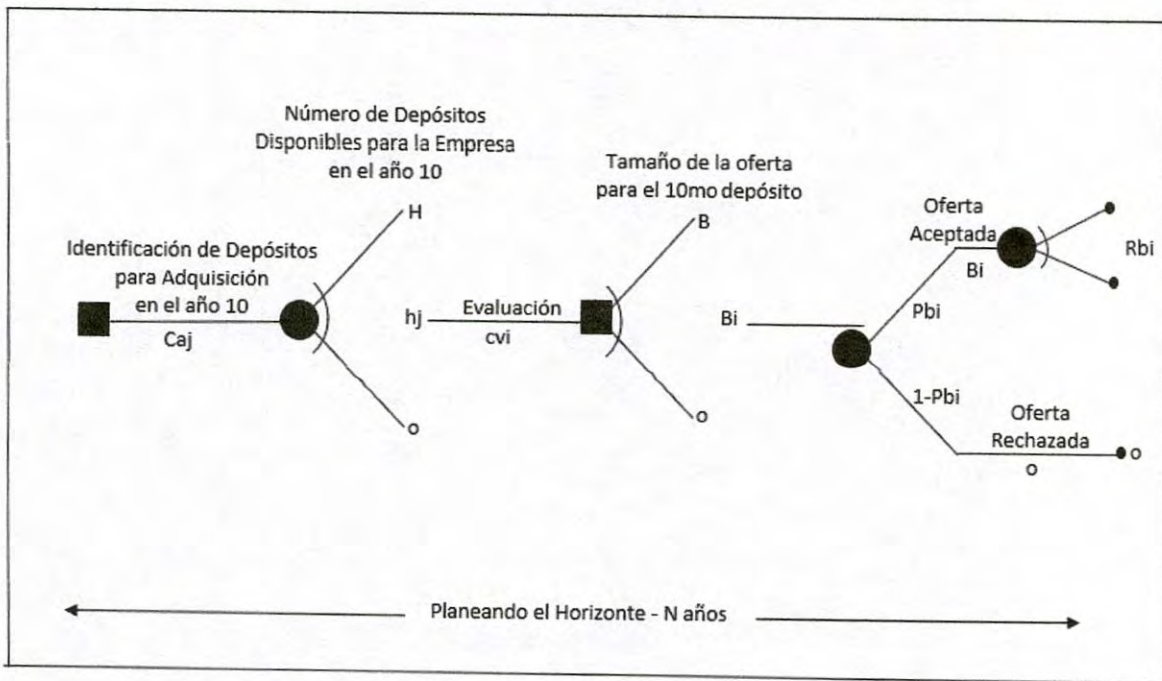 Número de Depósitos
Disponibles para la Empresa
en el año 10
H
Identificación de Depósitos
para Adquisición
en el año 10
Caj
o
hj
Evaluación
cvi
Tamaño de la oferta
para el 10mo depósito
B
o
Bi
Oferta
Aceptada
Bi
Rbi
Pbi
1-Pbi
Oferta
Rechazada
o
o
Planeando el Horizonte - N años